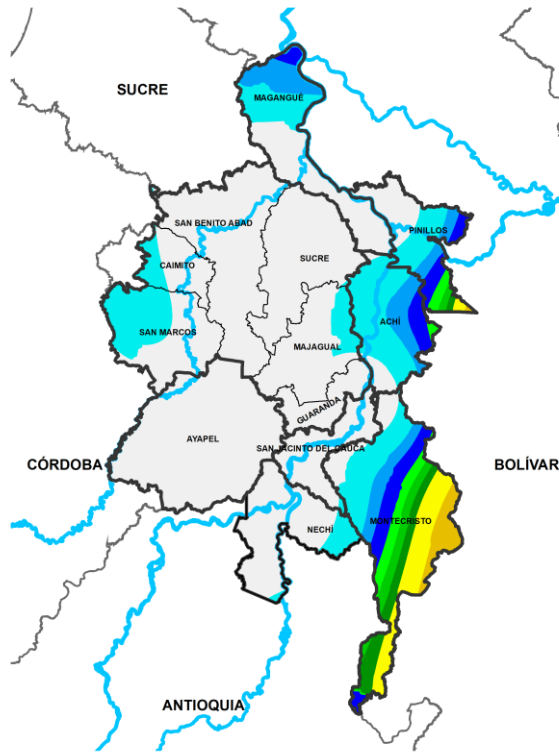 SUCRE
MAGANGUÉ
SAN BENITO ABAD
PINILLOS
SUCRE
CAIMITO
ACHÍ
SAN MARCOS
MAJAGUAL
GUARANDA
AYAPEL
SAN JACINTO DEL CAUCA
CÓRDOBA
BOLÍVAR
MONTECRISTO
NECHÍ
ANTIOQUIA